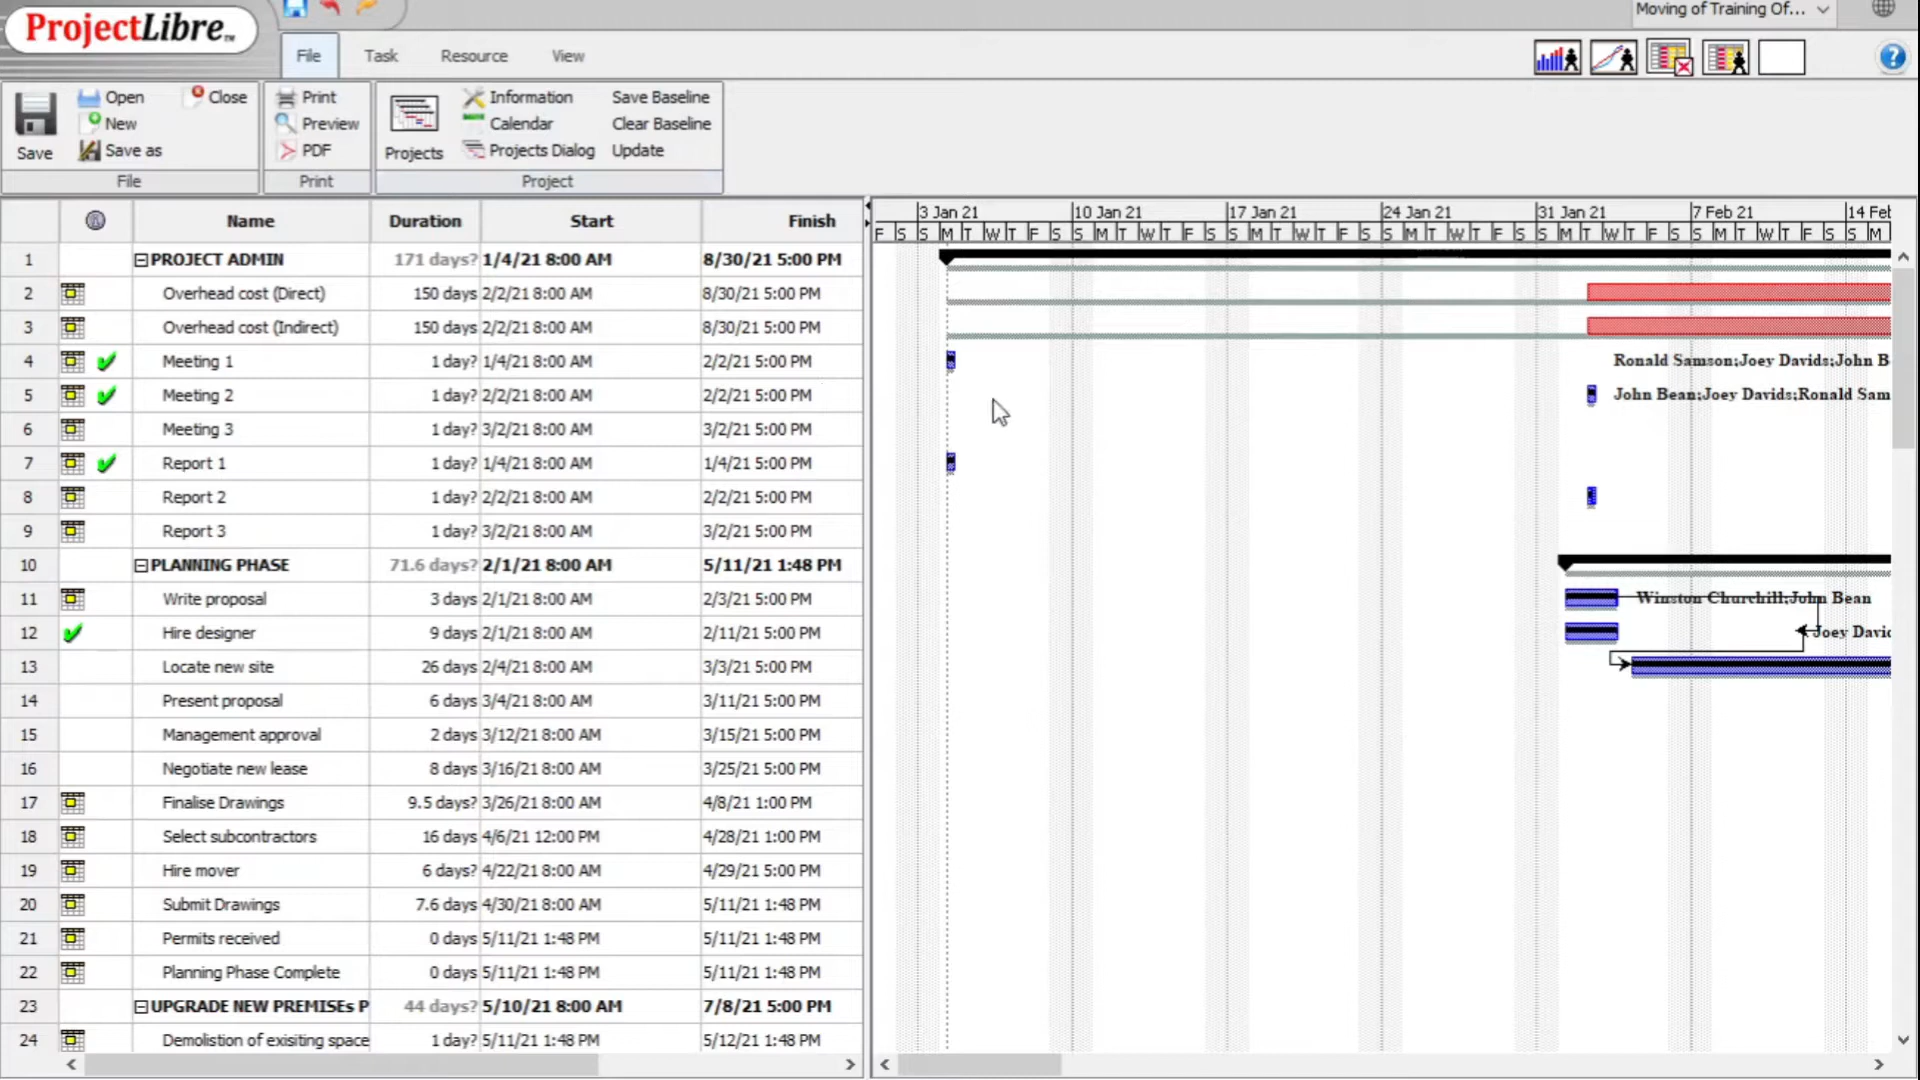 ProjectLibre™
Moving of Training Of...
File Task Resource View
Save
Open
New
Save as
Close
File
Print
Preview
PDF
Print
Projects
Information
Calendar
Projects Dialog
Save Baseline
Clear Baseline
Update
Project
Name Duration Start Finish
3 Jan 21 10 Jan 21 17 Jan 21 24 Jan 21 31 Jan 21 7 Feb 21 14 Feb
F S S M T W T F S S M T W T F S S M T W T F S S M T W T F S S M T W T F S S M T W T F S S M
1 PROJECT ADMIN 171 days? 1/4/21 8:00 AM 8/30/21 5:00 PM
2 Overhead cost (Direct) 150 days 2/2/21 8:00 AM 8/30/21 5:00 PM
3 Overhead cost (Indirect) 150 days 2/2/21 8:00 AM 8/30/21 5:00 PM
4 Meeting 1 1 day? 1/4/21 8:00 AM 2/2/21 5:00 PM Ronald Samson;Joey Davids;John B
5 Meeting 2 1 day? 2/2/21 8:00 AM 2/2/21 5:00 PM John Bean;Joey Davids;Ronald Sam
6 Meeting 3 1 day? 3/2/21 8:00 AM 3/2/21 5:00 PM
7 Report 1 1 day? 1/4/21 8:00 AM 1/4/21 5:00 PM
8 Report 2 1 day? 2/2/21 8:00 AM 2/2/21 5:00 PM
9 Report 3 1 day? 3/2/21 8:00 AM 3/2/21 5:00 PM
10 PLANNING PHASE 71.6 days? 2/1/21 8:00 AM 5/11/21 1:48 PM
11 Write proposal 3 days 2/1/21 8:00 AM 2/3/21 5:00 PM Winston Churchill;John Bean
12 Hire designer 9 days 2/1/21 8:00 AM 2/11/21 5:00 PM Joey Davic
13 Locate new site 26 days 2/4/21 8:00 AM 3/3/21 5:00 PM
14 Present proposal 6 days 3/4/21 8:00 AM 3/11/21 5:00 PM
15 Management approval 2 days 3/12/21 8:00 AM 3/15/21 5:00 PM
16 Negotiate new lease 8 days 3/16/21 8:00 AM 3/25/21 5:00 PM
17 Finalise Drawings 9.5 days? 3/26/21 8:00 AM 4/8/21 1:00 PM
18 Select subcontractors 16 days 4/6/21 12:00 PM 4/28/21 1:00 PM
19 Hire mover 6 days? 4/22/21 8:00 AM 4/29/21 5:00 PM
20 Submit Drawings 7.6 days 4/30/21 8:00 AM 5/11/21 1:48 PM
21 Permits received 0 days 5/11/21 1:48 PM 5/11/21 1:48 PM
22 Planning Phase Complete 0 days 5/11/21 1:48 PM 5/11/21 1:48 PM
23 UPGRADE NEW PREMISEs P 44 days? 5/10/21 8:00 AM 7/8/21 5:00 PM
24 Demolistion of exisiting space 1 day? 5/11/21 1:48 PM 5/12/21 1:48 PM